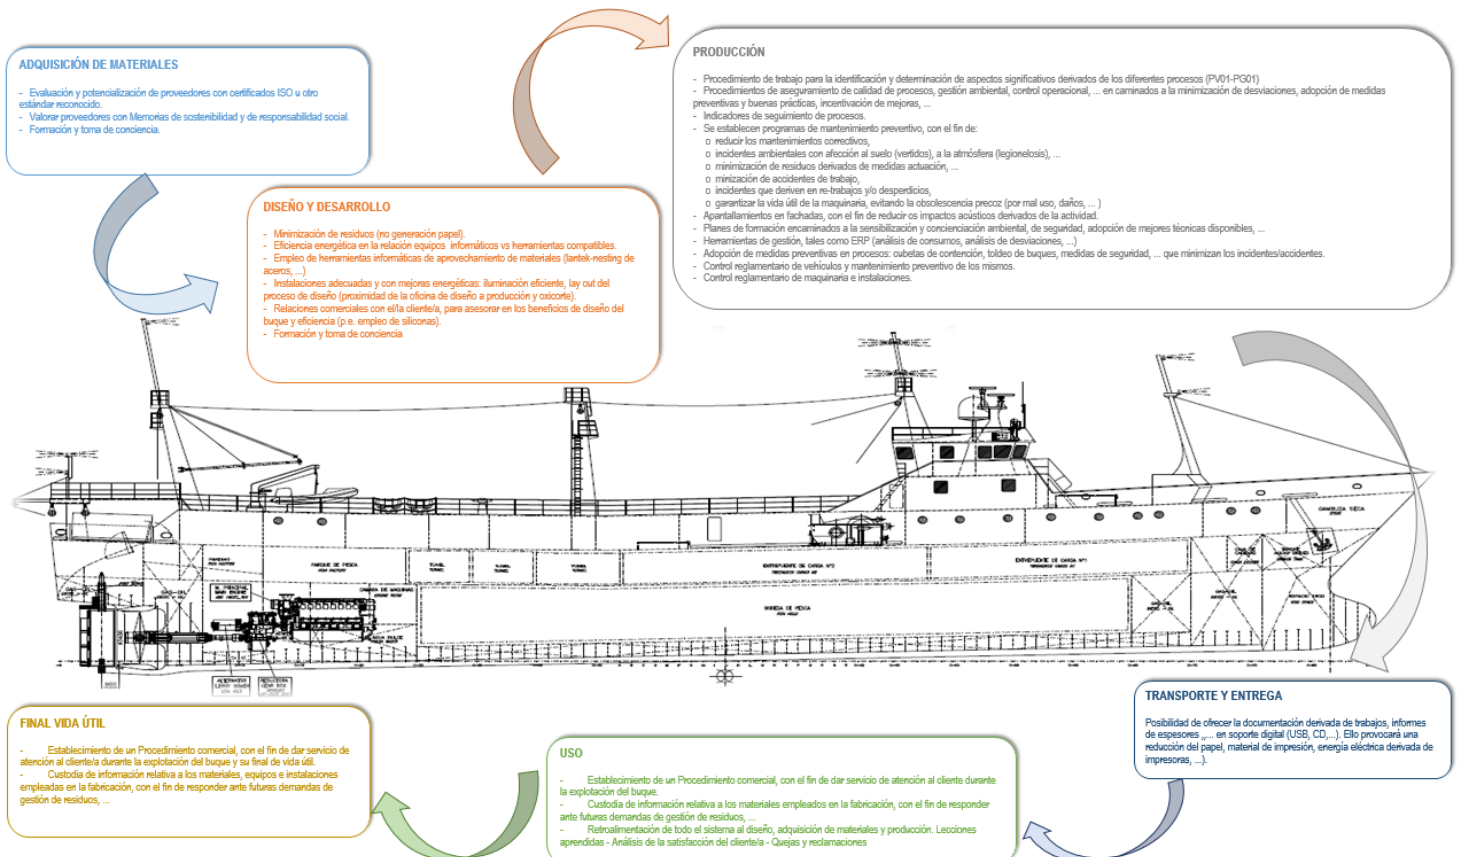 ADQUISICIÓN DE MATERIALES
- Evaluación y potencialización de proveedores con certificados ISO u otro
estándar reconocido.
- Valorar proveedores con Memorias de sostenibilidad y de responsabilidad social.
- Formación y toma de conciencia.
DISEÑO Y DESARROLLO
- Minimización de residuos (no generación papel).
- Eficiencia energética en la relación equipos informáticos vs herramientas compatibles.
- Empleo de herramientas informáticas de aprovechamiento de materiales (lantek-nesting de
aceros, ...)
- Instalaciones adecuadas y con mejoras energéticas: iluminación eficiente, lay out del
proceso de diseño (proximidad de la oficina de diseño a producción y oxicorte).
- Relaciones comerciales con el/la cliente/a, para asesorar en los beneficios de diseño del
buque y eficiencia (p.e. empleo de siliconas).
- Formación y toma de conciencia
PRODUCCIÓN
- Procedimiento de trabajo para la identificación y determinación de aspectos significativos derivados de los diferentes procesos (PV01-PG01)
- Procedimientos de aseguramiento de calidad de procesos, gestión ambiental, control operacional, ... en caminados a la minimización de desviaciones, adopción de medidas
preventivas y buenas prácticas, incentivación de mejoras, ...
- Indicadores de seguimiento de procesos.
- Se establecen programas de mantenimiento preventivo, con el fin de:
o reducir los mantenimientos correctivos,
o incidentes ambientales con afección al suelo (vertidos), a la atmósfera (legionelosis), ...
o minimización de residuos derivados de medidas actuación, ...
o minización de accidentes de trabajo,
o incidentes que deriven en re-trabajos y/o desperdicios,
o garantizar la vida útil de la maquinaria, evitando la obsolescencia precoz (por mal uso, daños, ... )
- Apantallamientos en fachadas, con el fin de reducir os impactos acústicos derivados de la actividad.
- Planes de formación encaminados a la sensibilización y concienciación ambiental, de seguridad, adopción de mejores técnicas disponibles, ...
- Herramientas de gestión, tales como ERP (análisis de consumos, análisis de desviaciones, ...)
- Adopción de medidas preventivas en procesos: cubetas de contención, toldeo de buques, medidas de seguridad, ... que minimizan los incidentes/accidentes.
- Control reglamentario de vehículos y mantenimiento preventivo de los mismos.
- Control reglamentario de maquinaria e instalaciones.
GAMBUZA SECA
PARQUE DE PESCA
TUNEL
TUNNEL
TUNNEL
TUNNEL
ENTREPUENTE DE CARGA Nº2
ENTREPUENTE DE CARGA Nº1
GAS-OIL
M. PRINCIPAL
MAIN ENGINE
CAMARA DE MAQUINAS
BODEGA DE PESCA
GAS-OIL
GAS-OIL
TRANSPORTE Y ENTREGA
Posibilidad de ofrecer la documentación derivada de trabajos, informes
de espesores ,,... en soporte digital (USB, CD,...). Ello provocará una
reducción del papel, material de impresión, energía eléctrica derivada de
impresoras, ...).
USO
- Establecimiento de un Procedimiento comercial, con el fin de dar servicio de atención al cliente durante
la explotación del buque.
- Custodia de información relativa a los materiales empleados en la fabricación, con el fin de responder
ante futuras demandas de gestión de residuos, ...
- Retroalimentación de todo el sistema al diseño, adquisición de materiales y producción. Lecciones
aprendidas - Análisis de la satisfacción del cliente/a - Quejas y reclamaciones
FINAL VIDA ÚTIL
- Establecimiento de un Procedimiento comercial, con el fin de dar servicio de
atención al cliente/a durante la explotación del buque y su final de vida útil.
- Custodia de información relativa a los materiales, equipos e instalaciones
empleadas en la fabricación, con el fin de responder ante futuras demandas de
gestión de residuos, ...